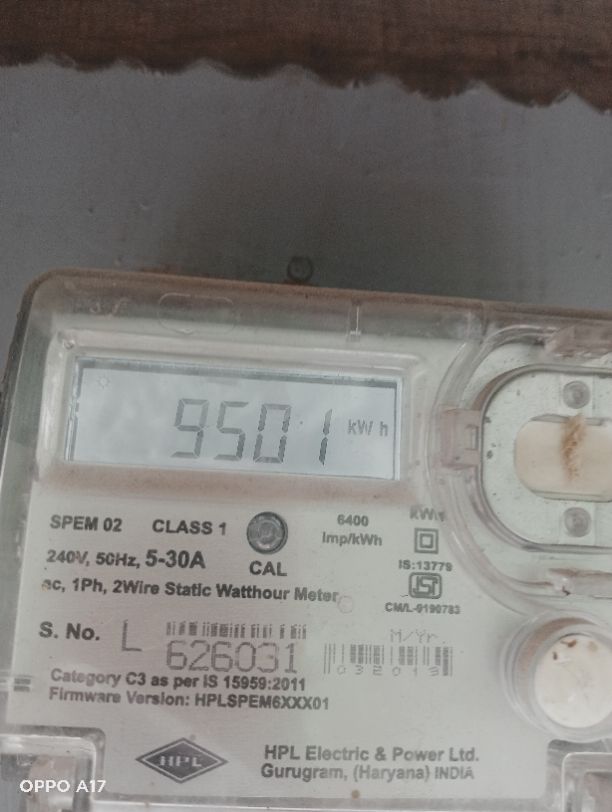 9501 kWh
SPEM 02 CLASS 1
6400
imp/kWh
240V, 50Hz, 5-30A
CAL
IS:13779
ac, 1Ph, 2Wire Static Watthour Meter
CM/L-9190783
S. No. L 626031
M/Yr.
032013
Category C3 as per IS 15959:2011
Firmware Version: HPLSPEM6XXX01
HPL
HPL Electric & Power Ltd.
Gurugram, (Haryana) INDIA
OPPO A17